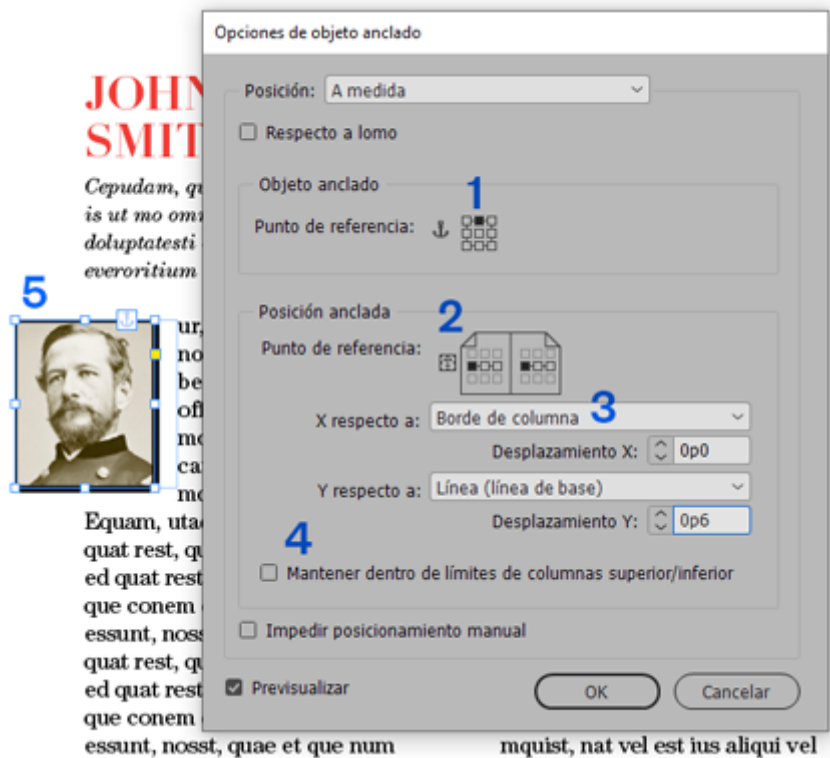 Opciones de objeto anclado
Posición: A medida
Respecto a lomo
Objeto anclado
1
Punto de referencia:
Posición anclada
2
Punto de referencia:
3
X respecto a: Borde de columna
Desplazamiento X: 0p0
Y respecto a: Línea (línea de base)
Desplazamiento Y: 0p6
4
Mantener dentro de límites de columnas superior/inferior
Impedir posicionamiento manual
Previsualizar
OK
Cancelar
JOHN
SMIT
Cepudam, qu
is ut mo omn
doluptatesti
everoritium
5
ur,
no
be
off
mo
ca
mo
Equam, utae
quat rest, qu
ed quat rest
que conem
essunt, noss
quat rest, qu
ed quat rest
que conem
essunt, nosst, quae et que num
mquist, nat vel est ius aliqui vel